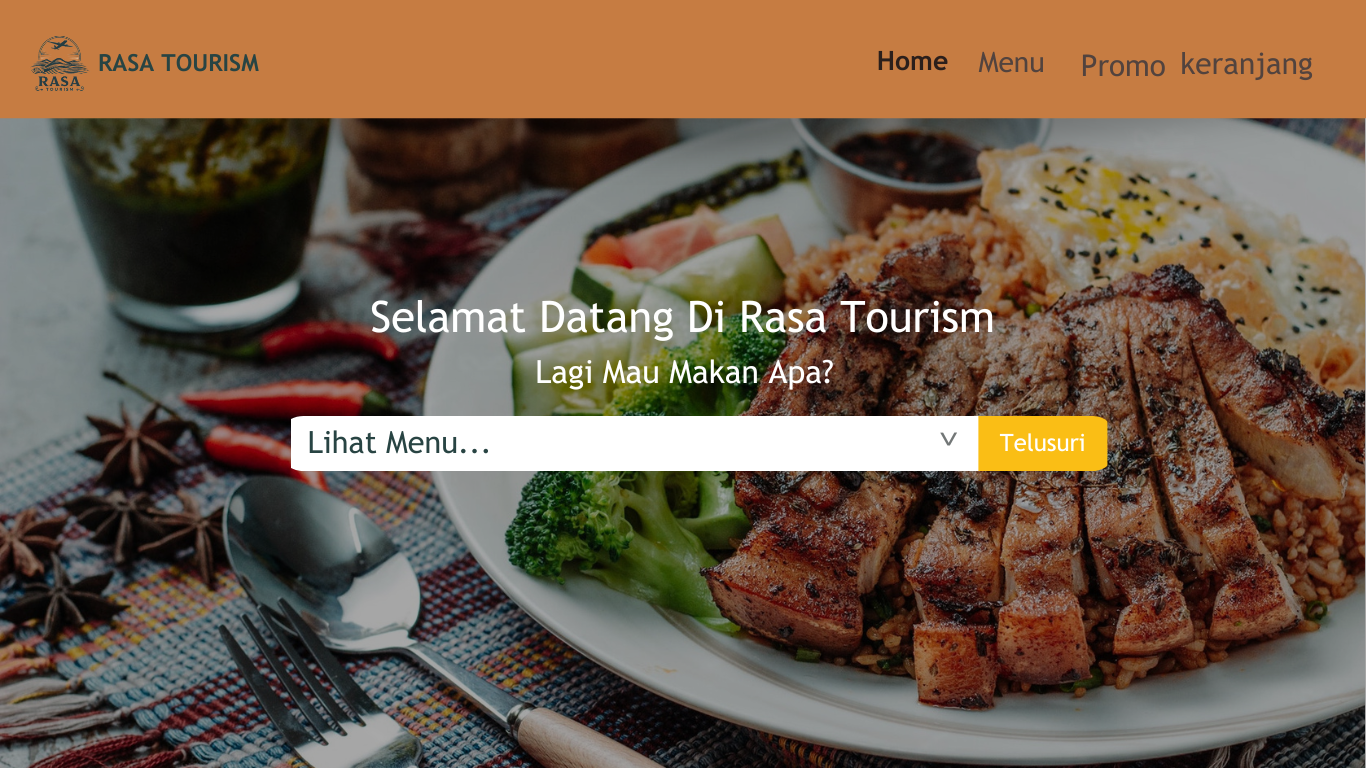 RASA
TOURISM
RASA TOURISM
Home Menu Promo keranjang
Selamat Datang Di Rasa Tourism
Lagi Mau Makan Apa?
Lihat Menu...
Telusuri